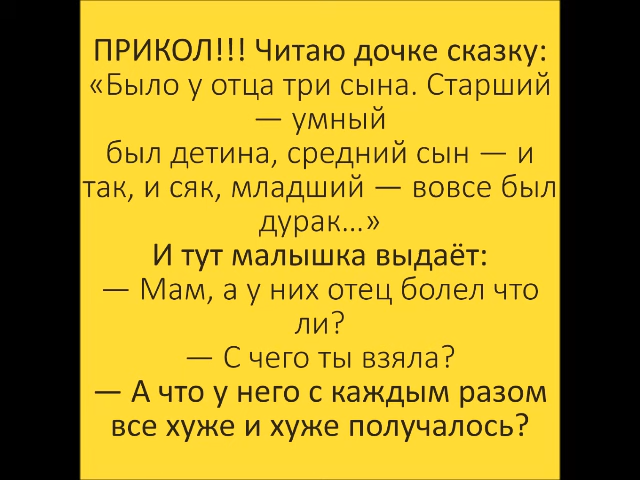 ПРИКОЛ!!! Читаю дочке сказку:
«Было у отца три сына. Старший
— умный
был детина, средний сын — и
так, и сяк, младший — вовсе был
дурак...»
И тут малышка выдаёт:
— Мам, а у них отец болел что
ли?
— С чего ты взяла?
— А что у него с каждым разом
все хуже и хуже получалось?